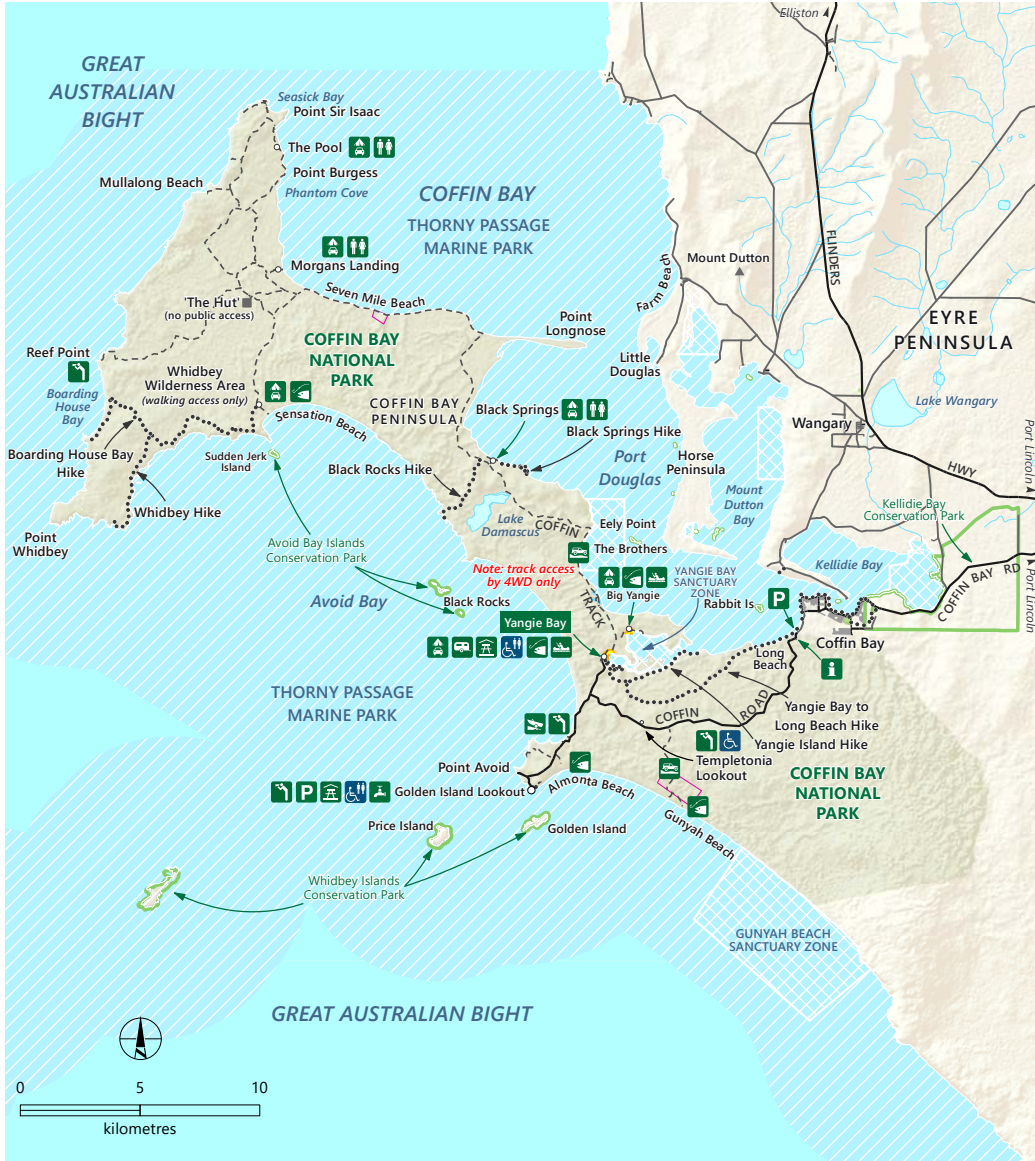 Elliston
GREAT
AUSTRALIAN
BIGHT
Seasick Bay
Point Sir Isaac
The Pool
Point Burgess
Mullalong Beach
Phantom Cove
COFFIN BAY
THORNY PASSAGE
MARINE PARK
FLINDERS
Mount Dutton
Morgans Landing
Farm Beach
Seven Mile Beach
'The Hut'
(no public access)
Point
Longnose
EYRE
PENINSULA
COFFIN BAY
NATIONAL
PARK
Reef Point
Little
Douglas
Whidbey
Wilderness Area
(walking access only)
Boarding
House
Bay
COFFIN BAY
PENINSULA
Lake Wangary
Sensation Beach
Black Springs
Wangary
Black Springs Hike
Port Lincoln
Boarding House Bay
Hike
Sudden Jerk
Island
Black Rocks Hike
Port
Douglas
Horse
Peninsula
HWY
Mount
Dutton
Bay
Whidbey Hike
Kellidie Bay
Conservation Park
Lake
Damascus
COFFIN
Eely Point
Point
Whidbey
Avoid Bay Islands
Conservation Park
The Brothers
Kellidie Bay
Note: track access
by 4WD only
YANGIE BAY
SANCTUARY
ZONE
COFFIN BAY RD
Port Lincoln
Big Yangie
Avoid Bay
Black Rocks
TRACK
Rabbit Is
P
Yangie Bay
Coffin Bay
Long
Beach
i
THORNY PASSAGE
MARINE PARK
COFFIN
ROAD
Yangie Bay to
Long Beach Hike
Yangie Island Hike
Templetonia
Lookout
Point Avoid
COFFIN BAY
NATIONAL
PARK
P
Golden Island Lookout
Almonta Beach
Price Island
Golden Island
Gunyah Beach
Whidbey Islands
Conservation Park
GUNYAH BEACH
SANCTUARY ZONE
GREAT AUSTRALIAN BIGHT
0 5 10
kilometres